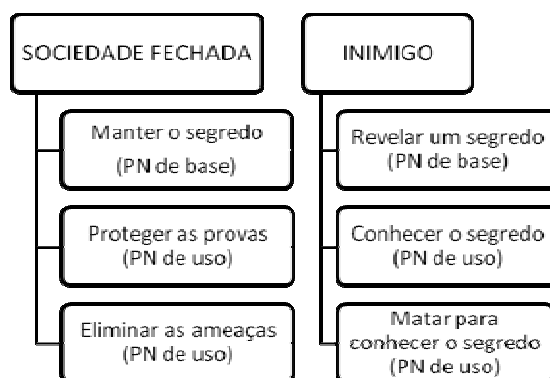 SOCIEDADE FECHADA
Manter o segredo
(PN de base)
Proteger as provas
(PN de uso)
Eliminar as ameaças
(PN de uso)
INIMIGO
Revelar um segredo
(PN de base)
Conhecer o segredo
(PN de uso)
Matar para
conhecer o segredo
(PN de uso)